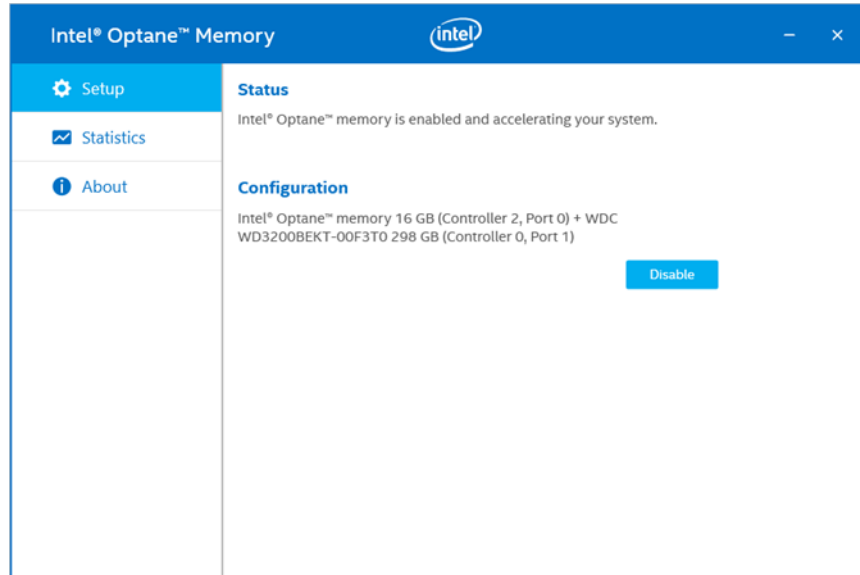 Intel® Optane™ Memory
intel
Setup
Statistics
About
Status
Intel® Optane™ memory is enabled and accelerating your system.
Configuration
Intel® Optane™ memory 16 GB (Controller 2, Port 0) + WDC
WD3200BEKT-00F3T0 298 GB (Controller 0, Port 1)
Disable